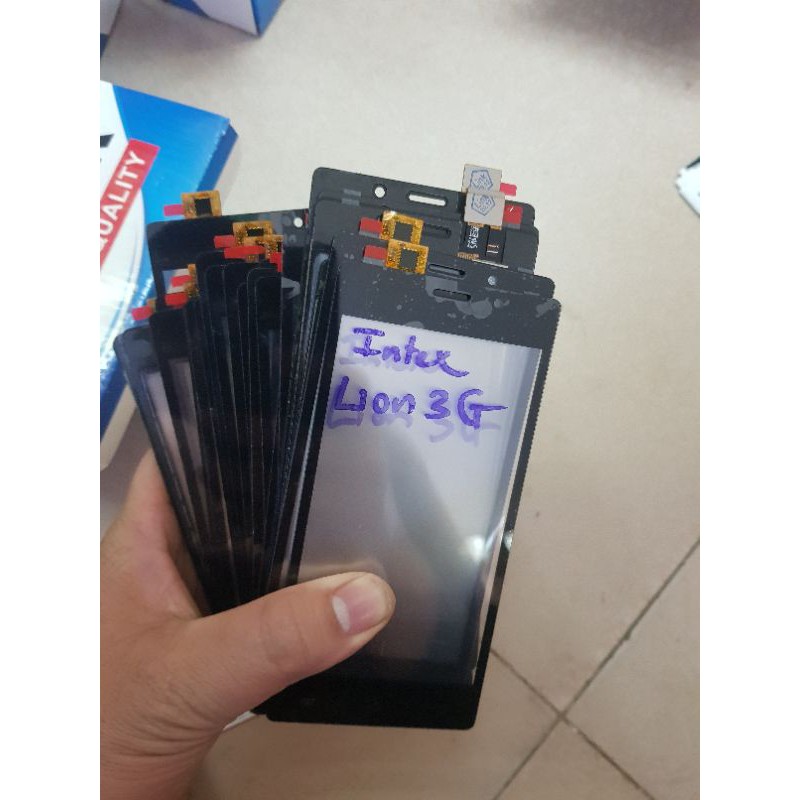 QUALITY
Intex
Lion 3G